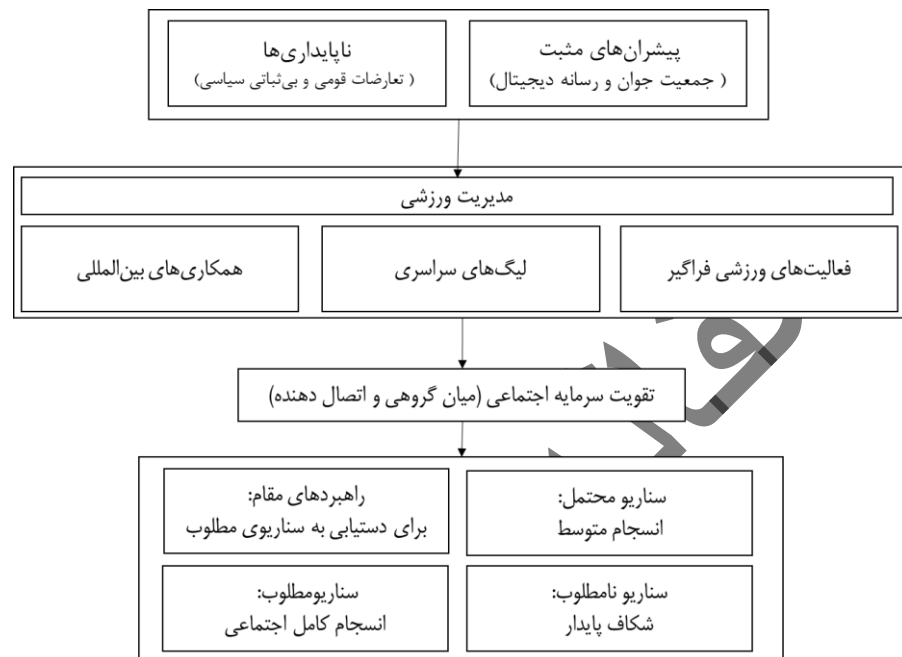 پیشران‌های مثبت
( جمعیت جوان و رسانه دیجیتال)
ناپایداری‌ها
( تعارضات قومی و بی‌ثباتی سیاسی)
مدیریت ورزشی
فعالیت‌های ورزشی فراگیر
لیگ‌های سراسری
همکاری‌های بین‌المللی
تقویت سرمایه اجتماعی (میان گروهی و اتصال دهنده)
سناریو محتمل:
انسجام متوسط
راهبردهای مقام:
برای دستیابی به سناریوی مطلوب
سناریو نامطلوب:
شکاف پایدار
سناریومطلوب:
انسجام کامل اجتماعی